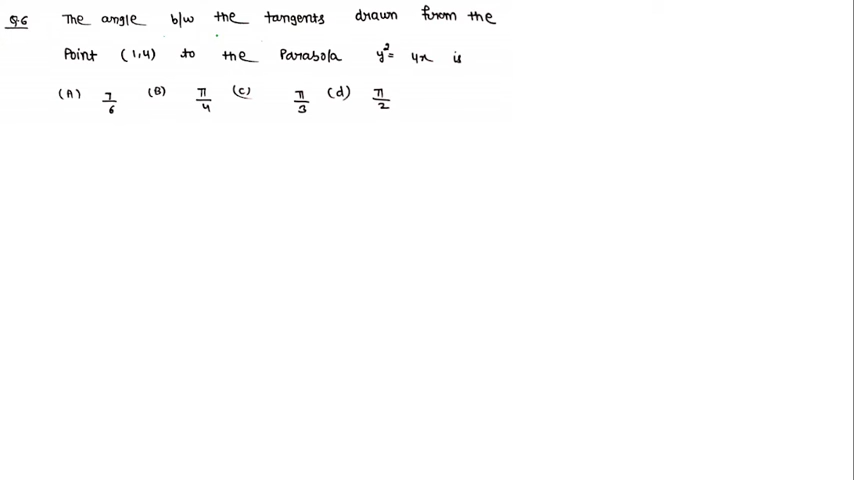 Q6 The angle b/w the tangents drawn from the
Point (1,4) to the Parabola y²= 4x is
(A) 7/6 (B) π/4 (c) π/3 (d) π/2